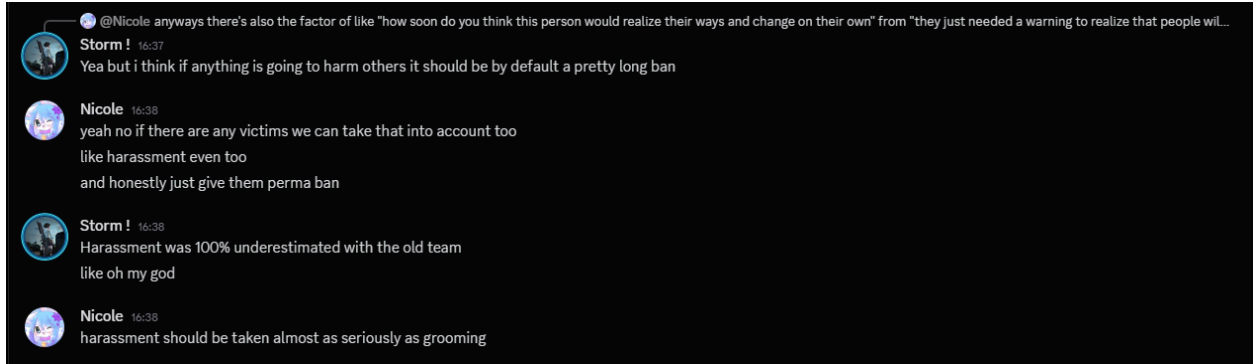 @Nicole anyways there's also the factor of like "how soon do you think this person would realize their ways and change on their own" from "they just needed a warning to realize that people wil...
Storm ! 16:37
Yea but i think if anything is going to harm others it should be by default a pretty long ban
Nicole 16:38
yeah no if there are any victims we can take that into account too
like harassment even too
and honestly just give them perma ban
Storm ! 16:38
Harassment was 100% underestimated with the old team
like oh my god
Nicole 16:38
harassment should be taken almost as seriously as grooming